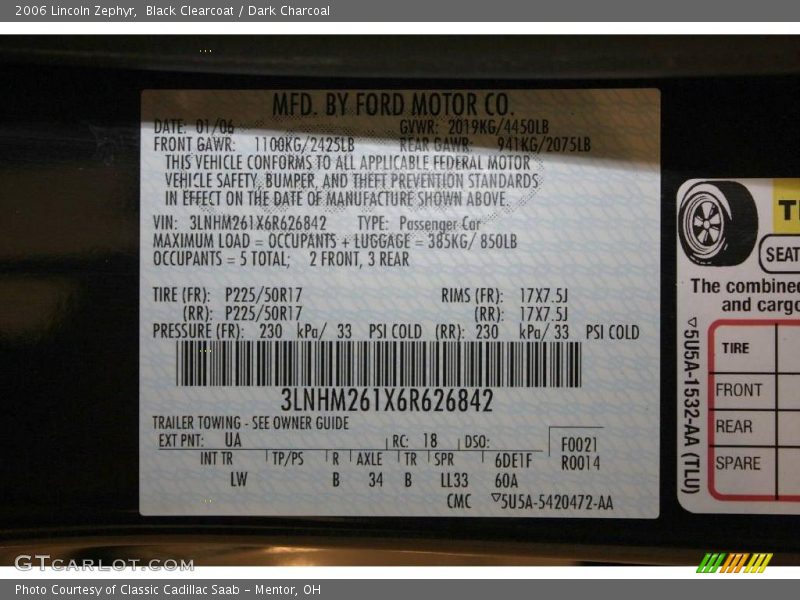 2006 Lincoln Zephyr, Black Clearcoat / Dark Charcoal
MFD. BY FORD MOTOR CO.
DATE: 01/06 GVWR: 2019KG/4450LB
FRONT GAWR: 1100KG/2425LB REAR GAWR: 941KG/2075LB
THIS VEHICLE CONFORMS TO ALL APPLICABLE FEDERAL MOTOR
VEHICLE SAFETY, BUMPER, AND THEFT PREVENTION STANDARDS
IN EFFECT ON THE DATE OF MANUFACTURE SHOWN ABOVE.
VIN: 3LNHM261X6R626842 TYPE: Passenger Car
MAXIMUM LOAD = OCCUPANTS + LUGGAGE = 385KG/ 850LB
OCCUPANTS = 5 TOTAL; 2 FRONT, 3 REAR
TIRE (FR): P225/50R17 RIMS (FR): 17X7.5J
(RR): P225/50R17 (RR): 17X7.5J
PRESSURE (FR): 230 kPa/ 33 PSI COLD (RR): 230 kPa/ 33 PSI COLD
3LNHM261X6R626842
TRAILER TOWING - SEE OWNER GUIDE
EXT PNT: UA RC: 18 DSO: F0021
INT TR TP/PS R AXLE TR SPR 6DE1F R0014
LW B 34 B LL33 60A
CMC 5U5A-5420472-AA
SEAT
The combined
and cargo
TIRE
FRONT
REAR
SPARE
5U5A-1532-AA (TLU)
GTCARLOT.COM
Photo Courtesy of Classic Cadillac Saab - Mentor, OH